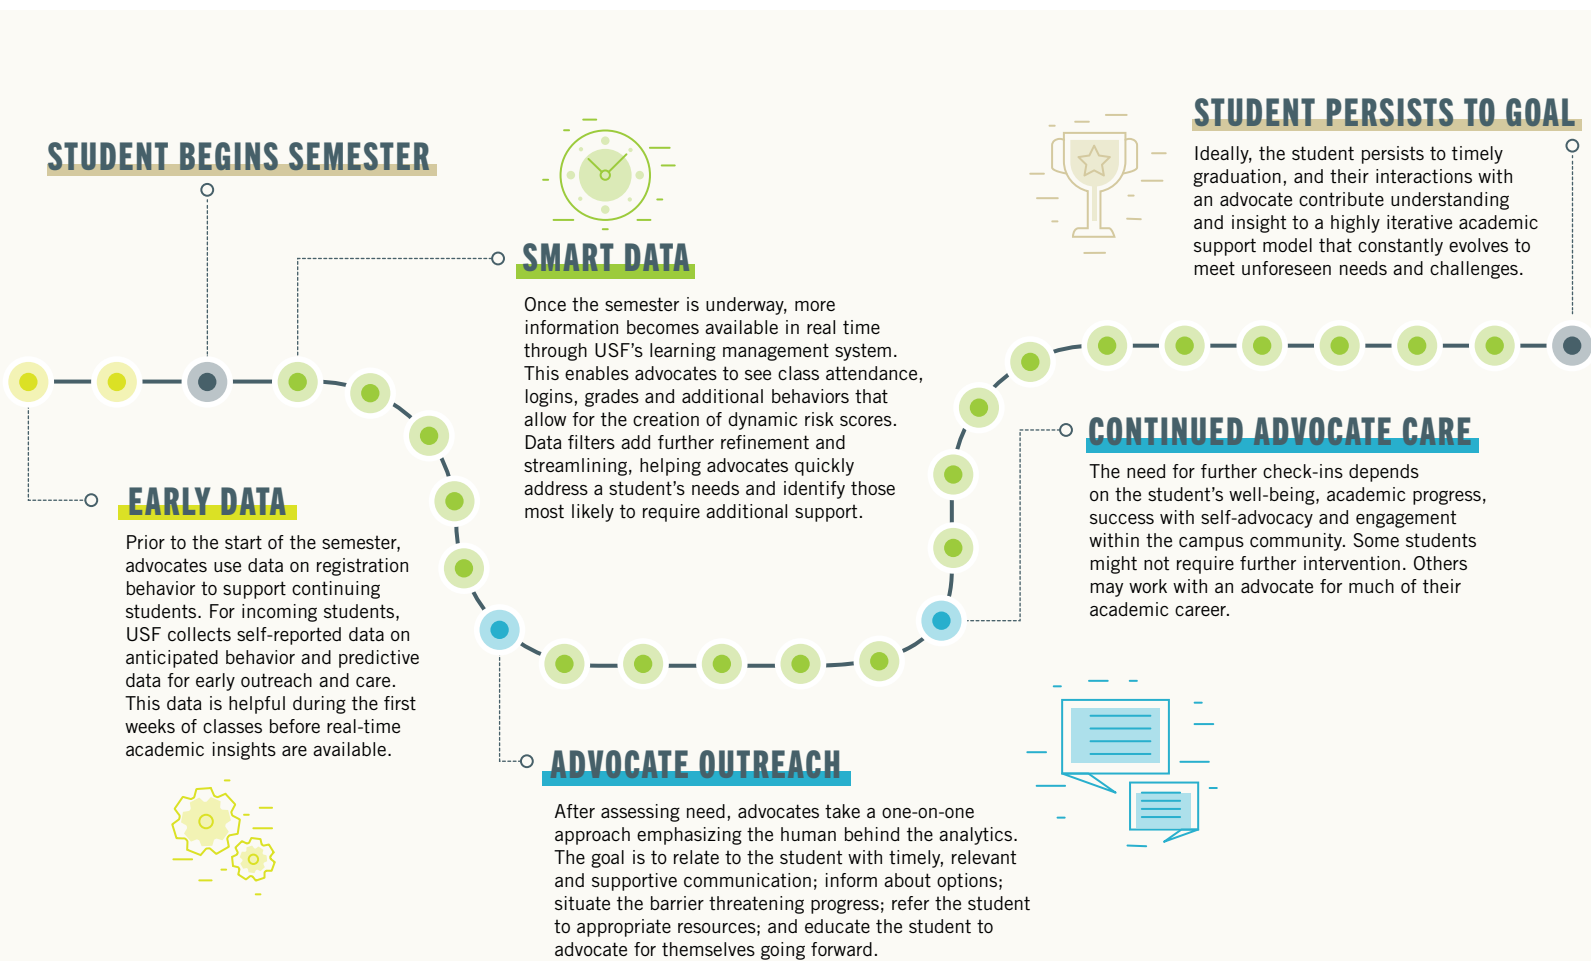 STUDENT BEGINS SEMESTER
EARLY DATA
Prior to the start of the semester,
advocates use data on registration
behavior to support continuing
students. For incoming students,
USF collects self-reported data on
anticipated behavior and predictive
data for early outreach and care.
This data is helpful during the first
weeks of classes before real-time
academic insights are available.
SMART DATA
Once the semester is underway, more
information becomes available in real time
through USF’s learning management system.
This enables advocates to see class attendance,
logins, grades and additional behaviors that
allow for the creation of dynamic risk scores.
Data filters add further refinement and
streamlining, helping advocates quickly
address a student’s needs and identify those
most likely to require additional support.
ADVOCATE OUTREACH
After assessing need, advocates take a one-on-one
approach emphasizing the human behind the analytics.
The goal is to relate to the student with timely, relevant
and supportive communication; inform about options;
situate the barrier threatening progress; refer the student
to appropriate resources; and educate the student to
advocate for themselves going forward.
CONTINUED ADVOCATE CARE
The need for further check-ins depends
on the student’s well-being, academic progress,
success with self-advocacy and engagement
within the campus community. Some students
might not require further intervention. Others
may work with an advocate for much of their
academic career.
STUDENT PERSISTS TO GOAL
Ideally, the student persists to timely
graduation, and their interactions with
an advocate contribute understanding
and insight to a highly iterative academic
support model that constantly evolves to
meet unforeseen needs and challenges.